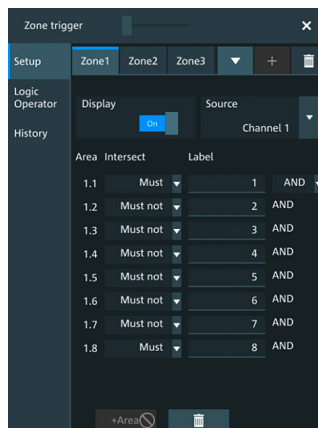 Zone trigger
Setup
Zone1 Zone2 Zone3
Logic
Operator
History
Display Source
On
Channel 1
Area Intersect Label
1.1 Must 1 AND
1.2 Must not 2 AND
1.3 Must not 3 AND
1.4 Must not 4 AND
1.5 Must not 5 AND
1.6 Must not 6 AND
1.7 Must not 7 AND
1.8 Must 8 AND
+Area